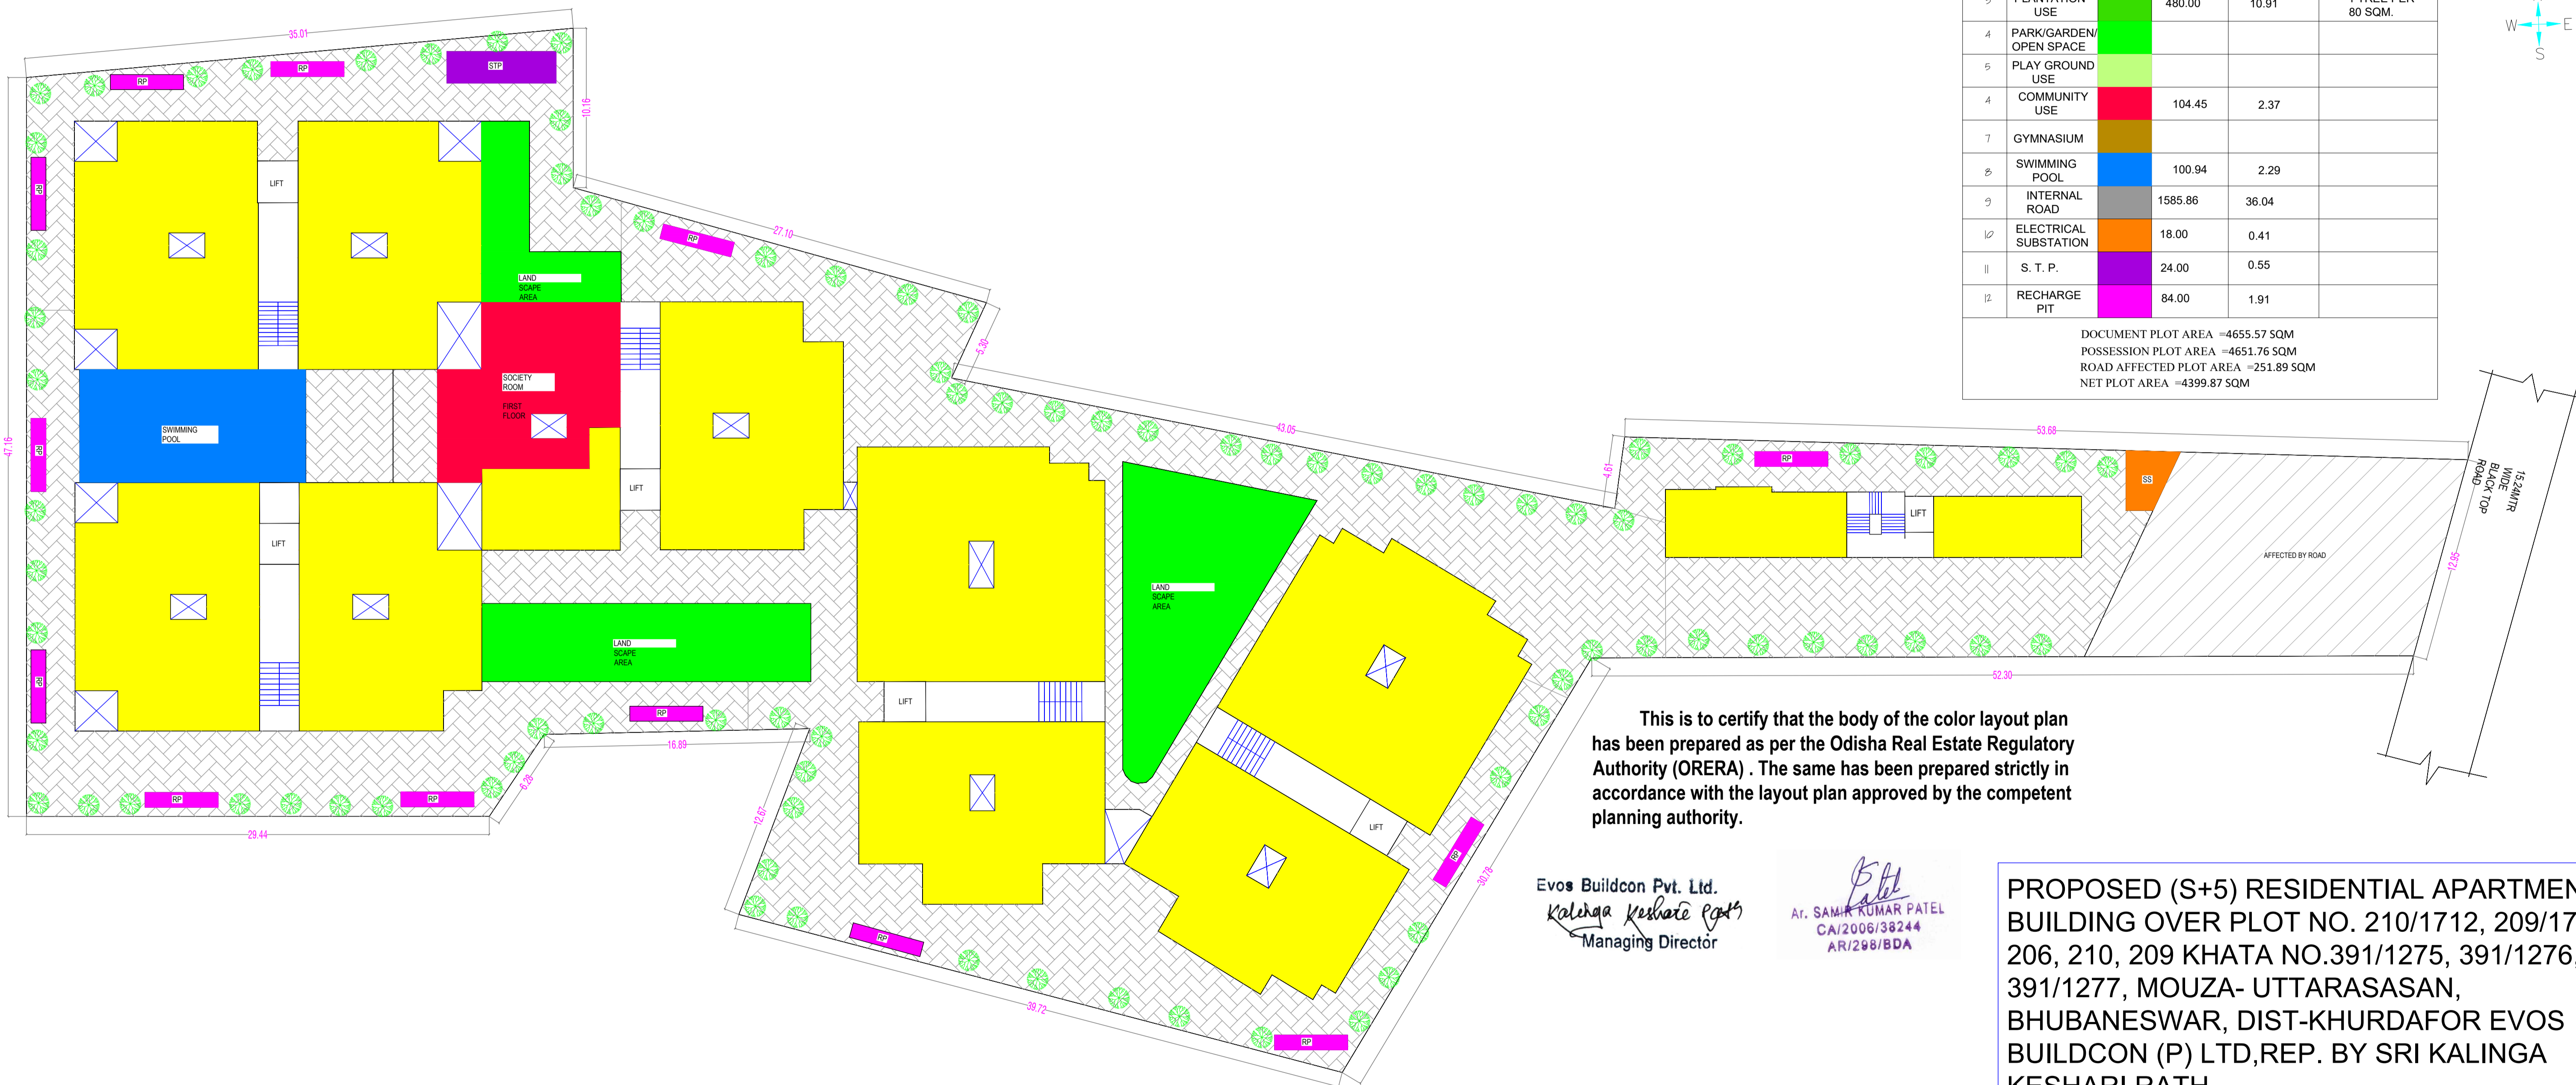 35.01
RP
RP
STP
10.16
RP
LIFT
27.10
RP
LAND
SCAPE
AREA
5.30
47.16
SWIMMING
POOL
SOCIETY
ROOM
FIRST
FLOOR
RP
LIFT
43.05
4.61
LIFT
LAND
SCAPE
AREA
LAND
SCAPE
AREA
RP
RP
LIFT
16.89
6.28
RP
RP
29.44
12.67
LIFT
RP
30.78
RP
39.72
RP
53.68
RP
SS
LIFT
AFFECTED BY ROAD
12.95
52.30
15.24MTR
WIDE
BLACK TOP
ROAD
W E
S
USE 480.00 10.91
80 SQM.
4 PARK/GARDEN/
OPEN SPACE
5 PLAY GROUND
USE
4 COMMUNITY
USE 104.45 2.37
7 GYMNASIUM
8 SWIMMING
POOL 100.94 2.29
9 INTERNAL
ROAD 1585.86 36.04
10 ELECTRICAL
SUBSTATION 18.00 0.41
11 S. T. P. 24.00 0.55
12 RECHARGE
PIT 84.00 1.91
DOCUMENT PLOT AREA =4655.57 SQM
POSSESSION PLOT AREA =4651.76 SQM
ROAD AFFECTED PLOT AREA =251.89 SQM
NET PLOT AREA =4399.87 SQM
This is to certify that the body of the color layout plan
has been prepared as per the Odisha Real Estate Regulatory
Authority (ORERA) . The same has been prepared strictly in
accordance with the layout plan approved by the competent
planning authority.
Evos Buildcon Pvt. Ltd.
Kalinga Keshari Rath
Managing Director
Patel
Ar. SAMIR KUMAR PATEL
CA/2006/38244
AR/298/BDA
PROPOSED (S+5) RESIDENTIAL APARTMEN
BUILDING OVER PLOT NO. 210/1712, 209/17
206, 210, 209 KHATA NO.391/1275, 391/1276,
391/1277, MOUZA- UTTARASASAN,
BHUBANESWAR, DIST-KHURDAFOR EVOS
BUILDCON (P) LTD,REP. BY SRI KALINGA
KESHARI RATH